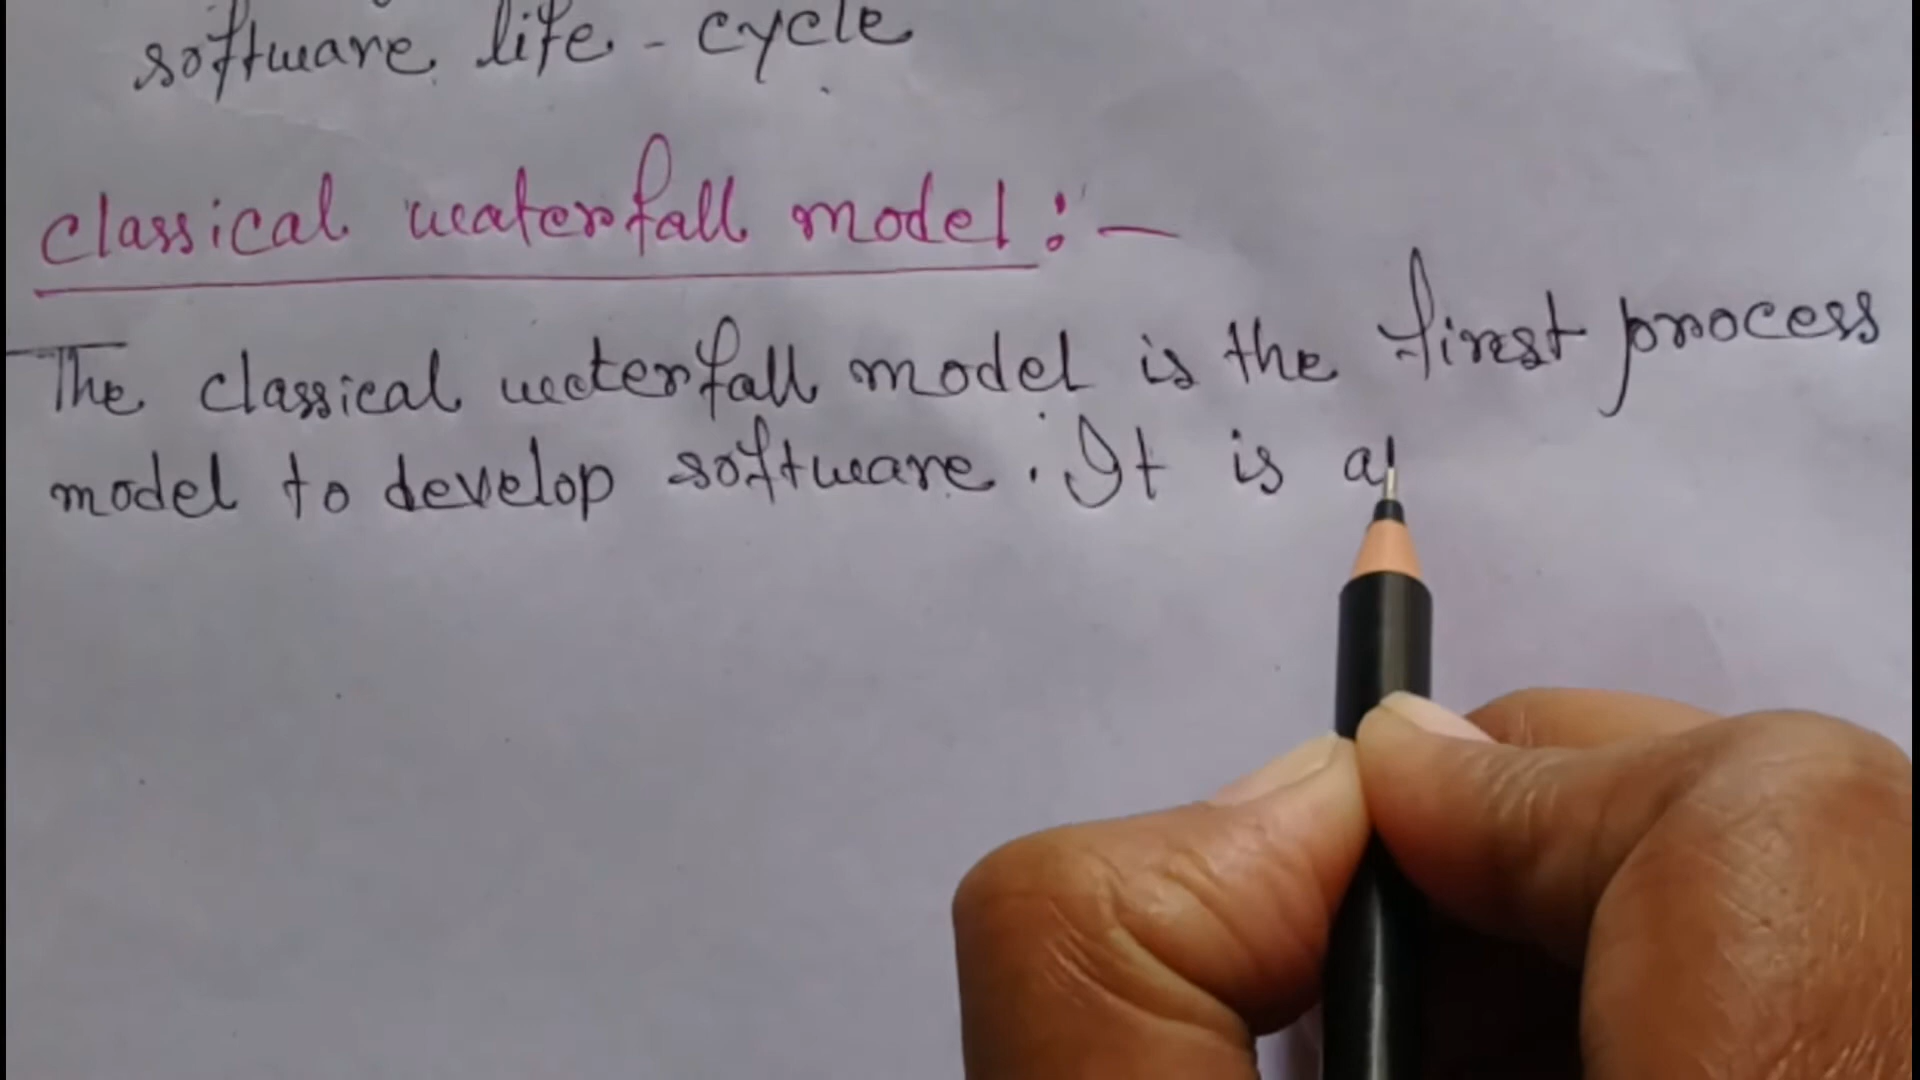 software life-cycle
classical waterfall model :-
The classical waterfall model is the first process
model to develop software. It is a